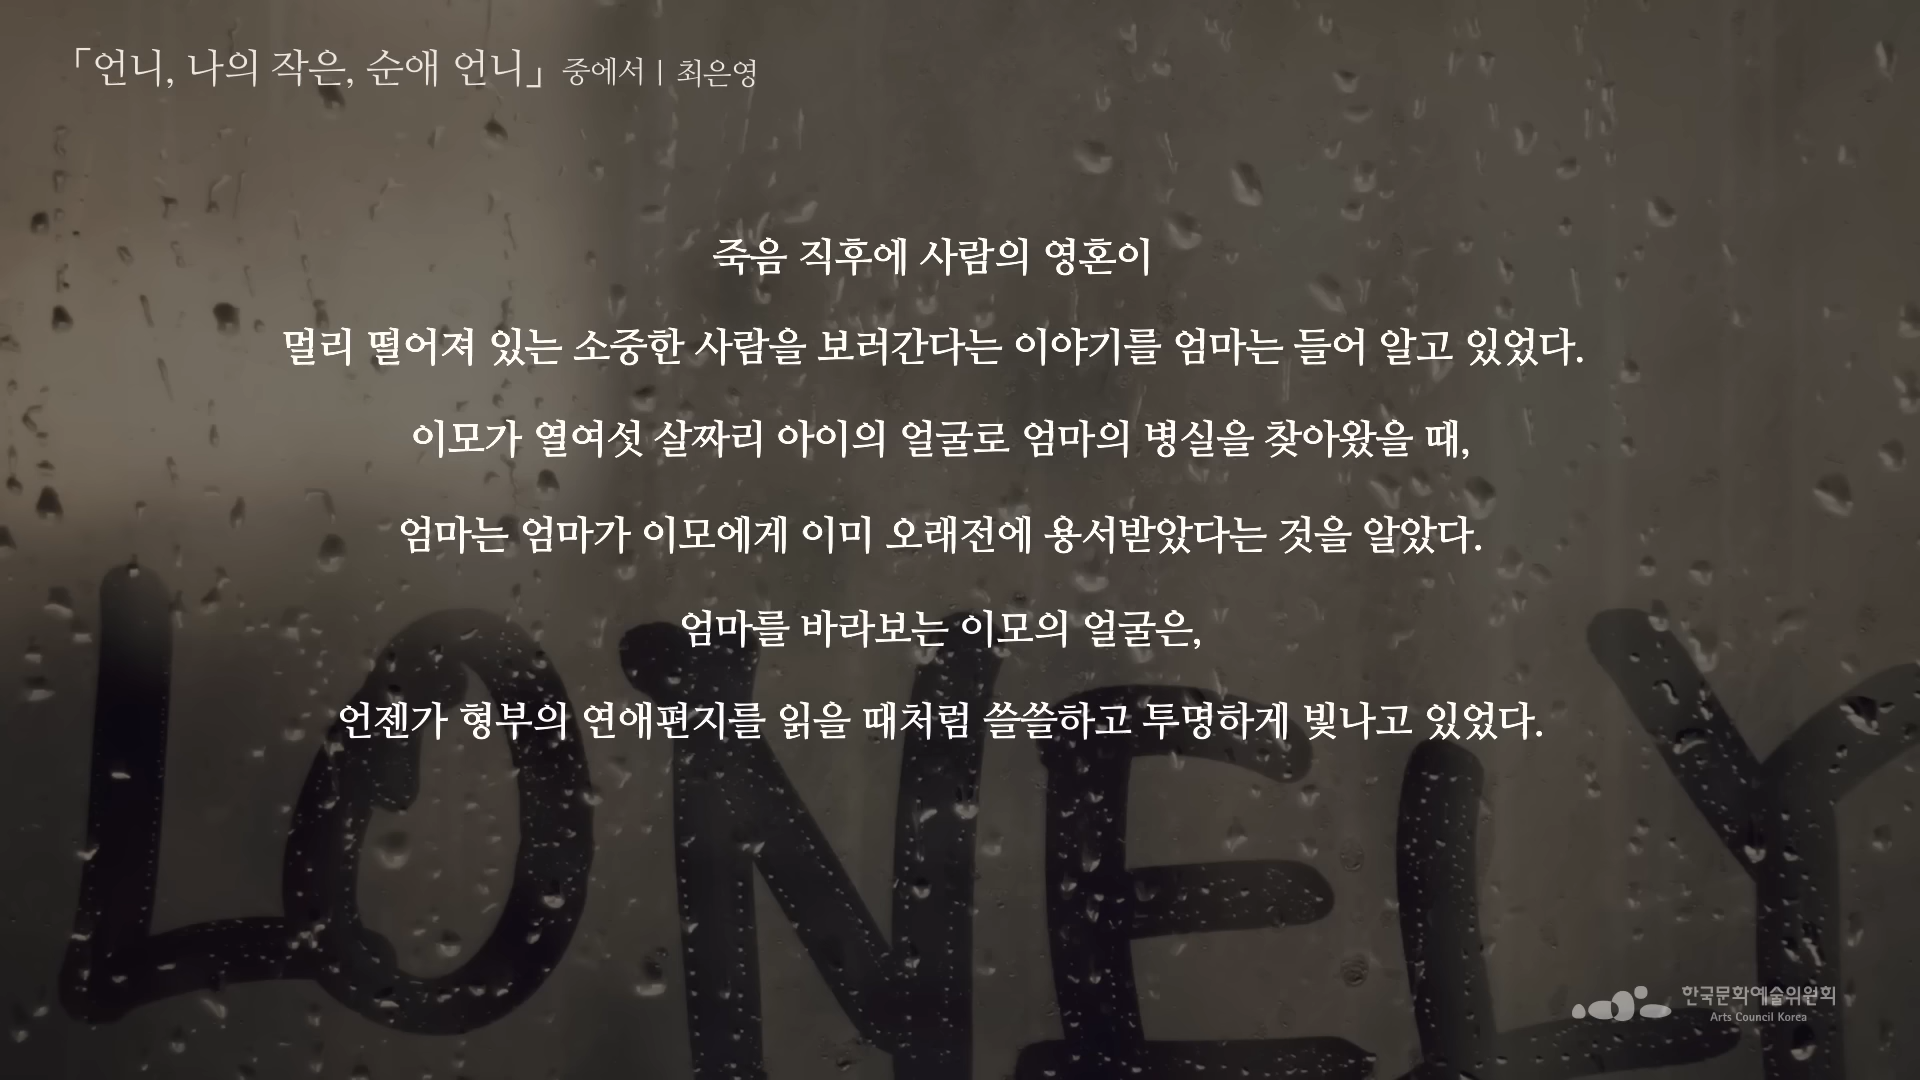 「언니, 나의 작은, 순애 언니」 중에서 | 최은영
죽음 직후에 사람의 영혼이
멀리 떨어져 있는 소중한 사람을 보러간다는 이야기를 엄마는 들어 알고 있었다.
이모가 열여섯 살짜리 아이의 얼굴로 엄마의 병실을 찾아왔을 때,
엄마는 엄마가 이모에게 이미 오래전에 용서받았다는 것을 알았다.
엄마를 바라보는 이모의 얼굴은,
언젠가 형부의 연애편지를 읽을 때처럼 쓸쓸하고 투명하게 빛나고 있었다.
LONELY
한국문화예술위원회
Arts Council Korea